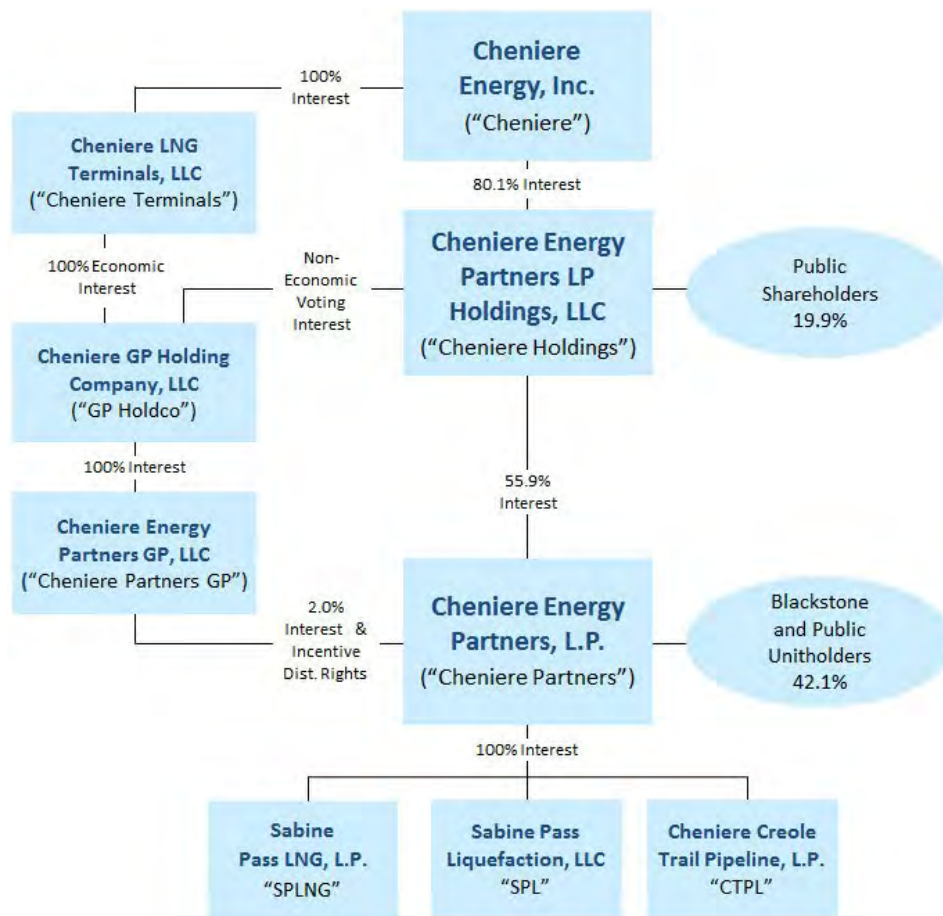 Cheniere
Energy, Inc.
("Cheniere")
100%
Interest
Cheniere LNG
Terminals, LLC
("Cheniere Terminals")
80.1% Interest
Cheniere Energy
Partners LP
Holdings, LLC
("Cheniere Holdings")
Public
Shareholders
19.9%
100% Economic
Interest
Non-
Economic
Voting
Interest
Cheniere GP Holding
Company, LLC
("GP Holdco")
100% Interest
55.9%
Interest
Cheniere Energy
Partners GP, LLC
("Cheniere Partners GP")
2.0%
Interest &
Incentive
Dist. Rights
Cheniere Energy
Partners, L.P.
("Cheniere Partners")
Blackstone
and Public
Unitholders
42.1%
100% Interest
Sabine
Pass LNG, L.P.
"SPLNG"
Sabine Pass
Liquefaction, LLC
"SPL"
Cheniere Creole
Trail Pipeline, L.P.
"CTPL"